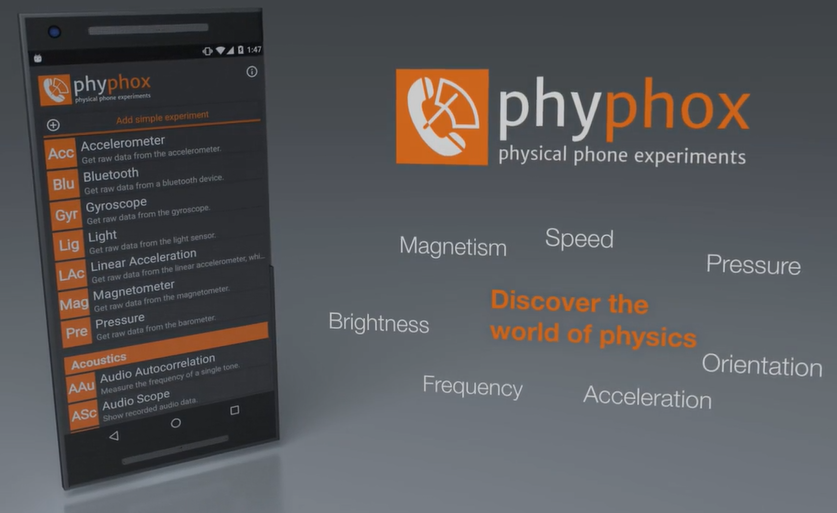 1:47
phyphox
physical phone experiments
Add simple experiment
Acc
Accelerometer
Get raw data from the accelerometer.
Blu
Bluetooth
Get raw data from a bluetooth device.
Gyr
Gyroscope
Get raw data from the gyroscope.
Lig
Light
Get raw data from the light sensor.
LAc
Linear Acceleration
Get raw data from the linear accelerometer, whi...
Mag
Magnetometer
Get raw data from the magnetometer.
Pre
Pressure
Get raw data from the barometer.
Acoustics
AAu
Audio Autocorrelation
Measure the frequency of a single tone.
ASc
Audio Scope
Show recorded audio data.
phyphox
physical phone experiments
Magnetism
Speed
Pressure
Brightness
Discover the
world of physics
Orientation
Frequency
Acceleration